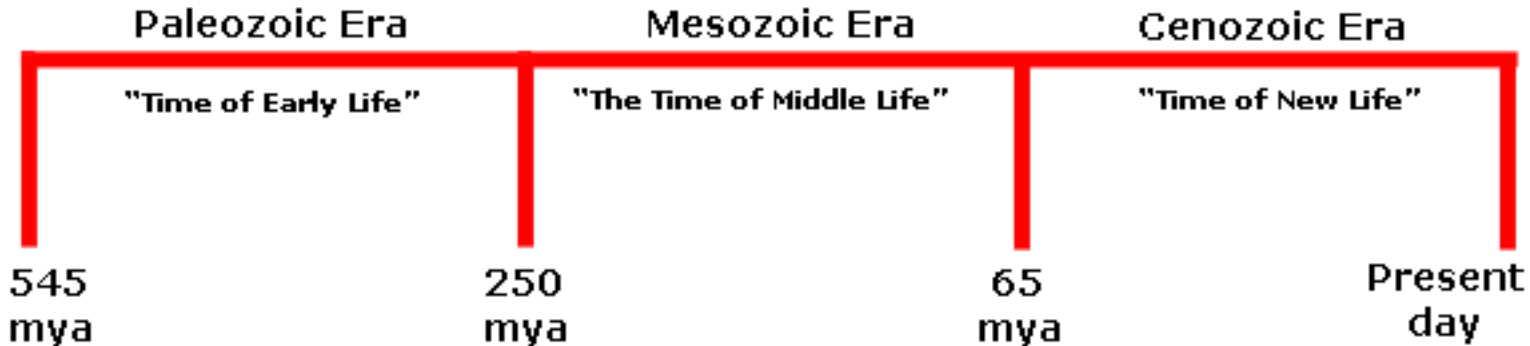 Paleozoic Era
Mesozoic Era
Cenozoic Era
"Time of Early Life"
"The Time of Middle Life"
"Time of New Life"
545
mya
250
mya
65
mya
Present
day